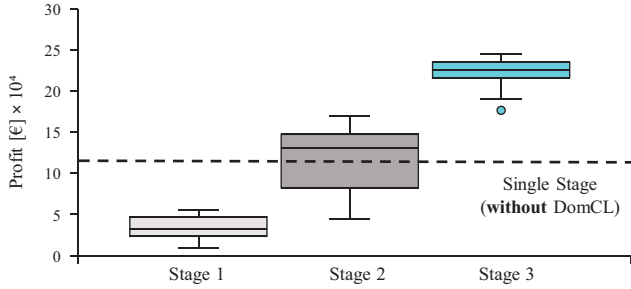 Profit [€] × 10⁴
30
25
20
15
10
5
0
Single Stage
(without DomCL)
Stage 1
Stage 2
Stage 3